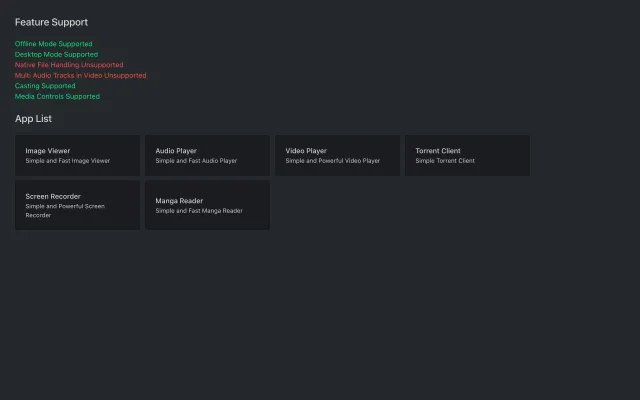 Feature Support
Offline Mode Supported
Desktop Mode Supported
Native File Handling Unsupported
Multi Audio Tracks in Video Unsupported
Casting Supported
Media Controls Supported
App List
Image Viewer
Simple and Fast Image Viewer
Audio Player
Simple and Fast Audio Player
Video Player
Simple and Powerful Video Player
Torrent Client
Simple Torrent Client
Screen Recorder
Simple and Powerful Screen
Recorder
Manga Reader
Simple and Fast Manga Reader